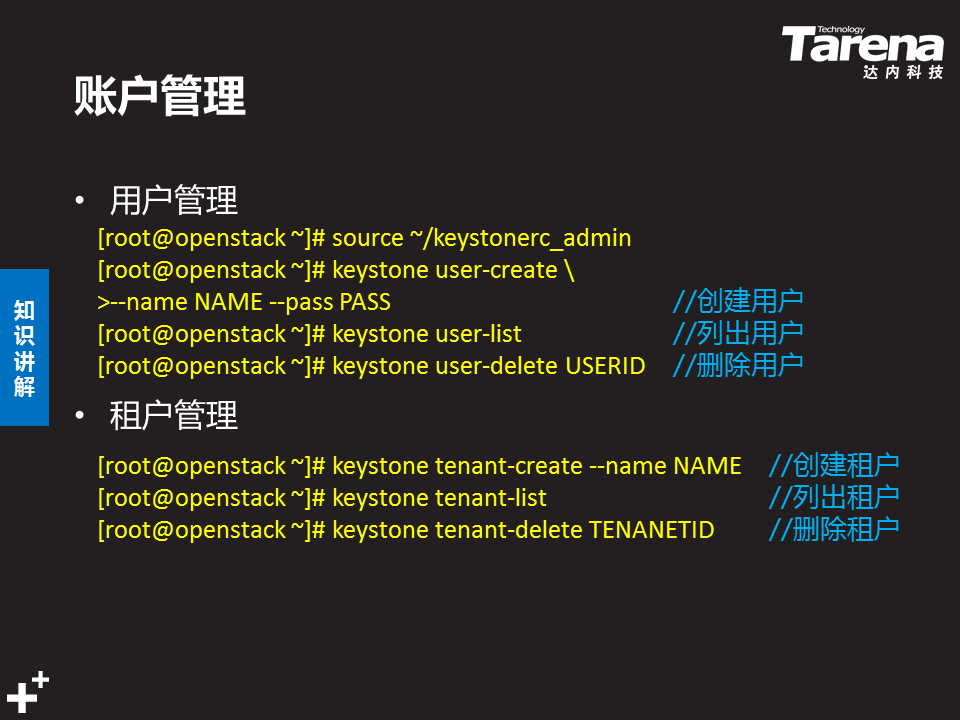 Technology
Tarena
达内科技
账户管理
• 用户管理
[root@openstack ~]# source ~/keystonerc_admin
[root@openstack ~]# keystone user-create \
>--name NAME --pass PASS //创建用户
[root@openstack ~]# keystone user-list //列出用户
[root@openstack ~]# keystone user-delete USERID //删除用户
知识讲解
• 租户管理
[root@openstack ~]# keystone tenant-create --name NAME //创建租户
[root@openstack ~]# keystone tenant-list //列出租户
[root@openstack ~]# keystone tenant-delete TENANETID //删除租户